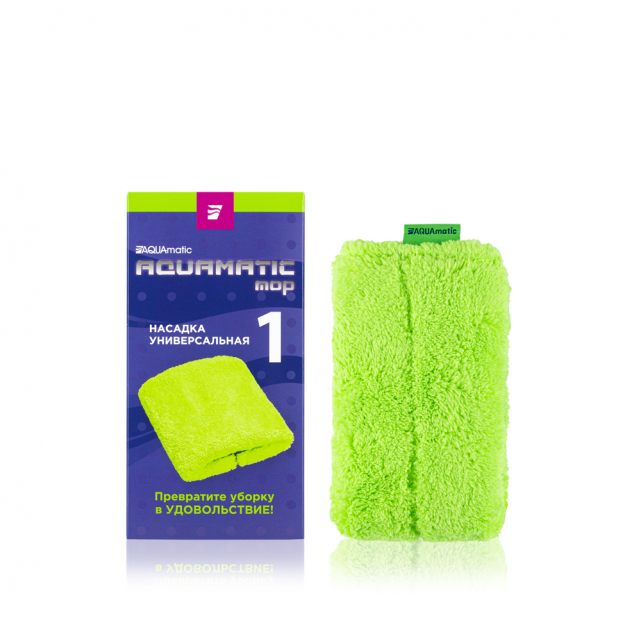 AQUAmatic
AQUAMATIC
mop
НАСАДКА
УНИВЕРСАЛЬНАЯ
1
Превратите уборку
в УДОВОЛЬСТВИЕ!
AQUAmatic